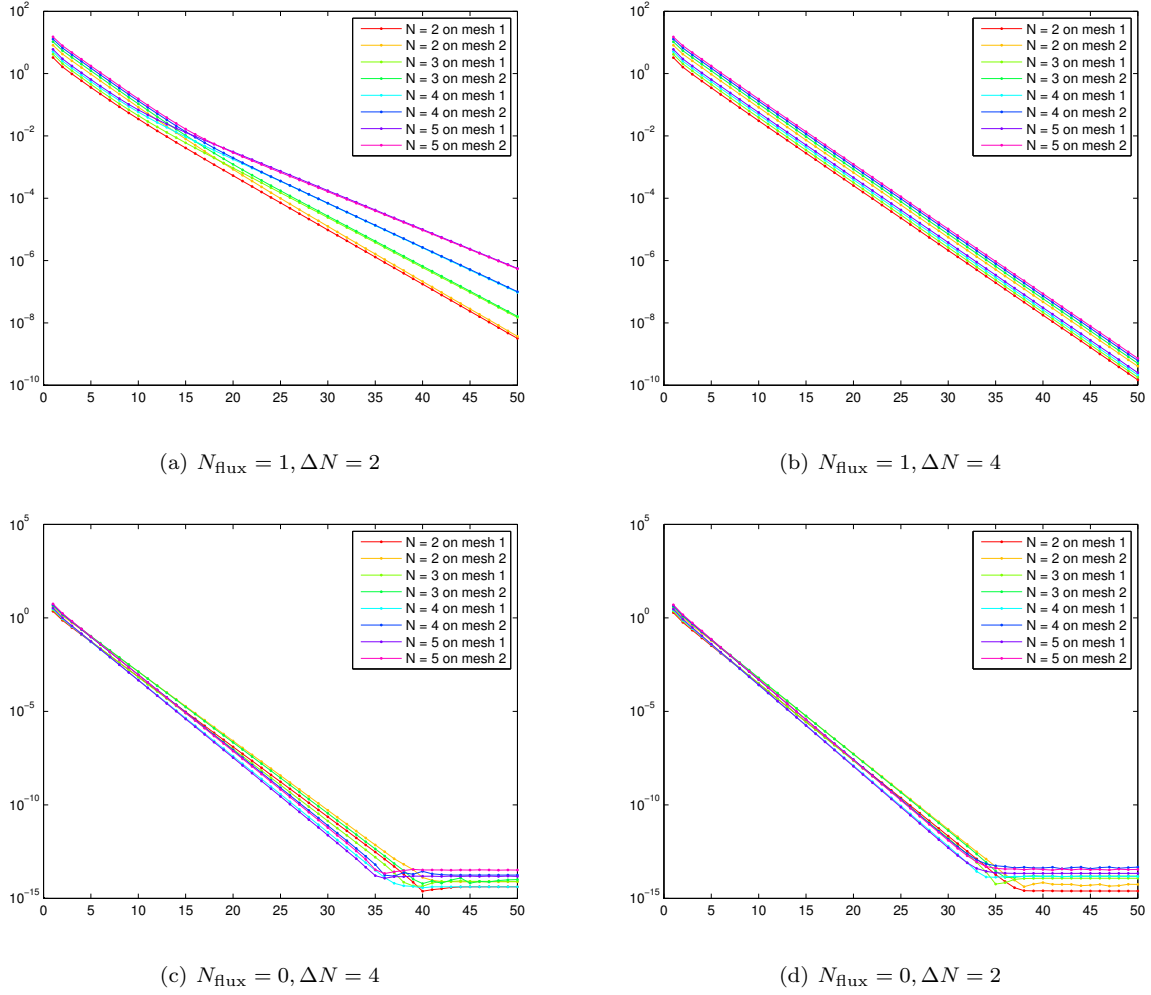 10^2
10^0
10^−2
10^−4
10^−6
10^−8
10^−10
0 5 10 15 20 25 30 35 40 45 50
N = 2 on mesh 1
N = 2 on mesh 2
N = 3 on mesh 1
N = 3 on mesh 2
N = 4 on mesh 1
N = 4 on mesh 2
N = 5 on mesh 1
N = 5 on mesh 2
(a) N_flux = 1, ΔN = 2
10^2
10^0
10^−2
10^−4
10^−6
10^−8
10^−10
0 5 10 15 20 25 30 35 40 45 50
N = 2 on mesh 1
N = 2 on mesh 2
N = 3 on mesh 1
N = 3 on mesh 2
N = 4 on mesh 1
N = 4 on mesh 2
N = 5 on mesh 1
N = 5 on mesh 2
(b) N_flux = 1, ΔN = 4
10^5
10^0
10^−5
10^−10
10^−15
0 5 10 15 20 25 30 35 40 45 50
N = 2 on mesh 1
N = 2 on mesh 2
N = 3 on mesh 1
N = 3 on mesh 2
N = 4 on mesh 1
N = 4 on mesh 2
N = 5 on mesh 1
N = 5 on mesh 2
(c) N_flux = 0, ΔN = 4
10^5
10^0
10^−5
10^−10
10^−15
0 5 10 15 20 25 30 35 40 45 50
N = 2 on mesh 1
N = 2 on mesh 2
N = 3 on mesh 1
N = 3 on mesh 2
N = 4 on mesh 1
N = 4 on mesh 2
N = 5 on mesh 1
N = 5 on mesh 2
(d) N_flux = 0, ΔN = 2